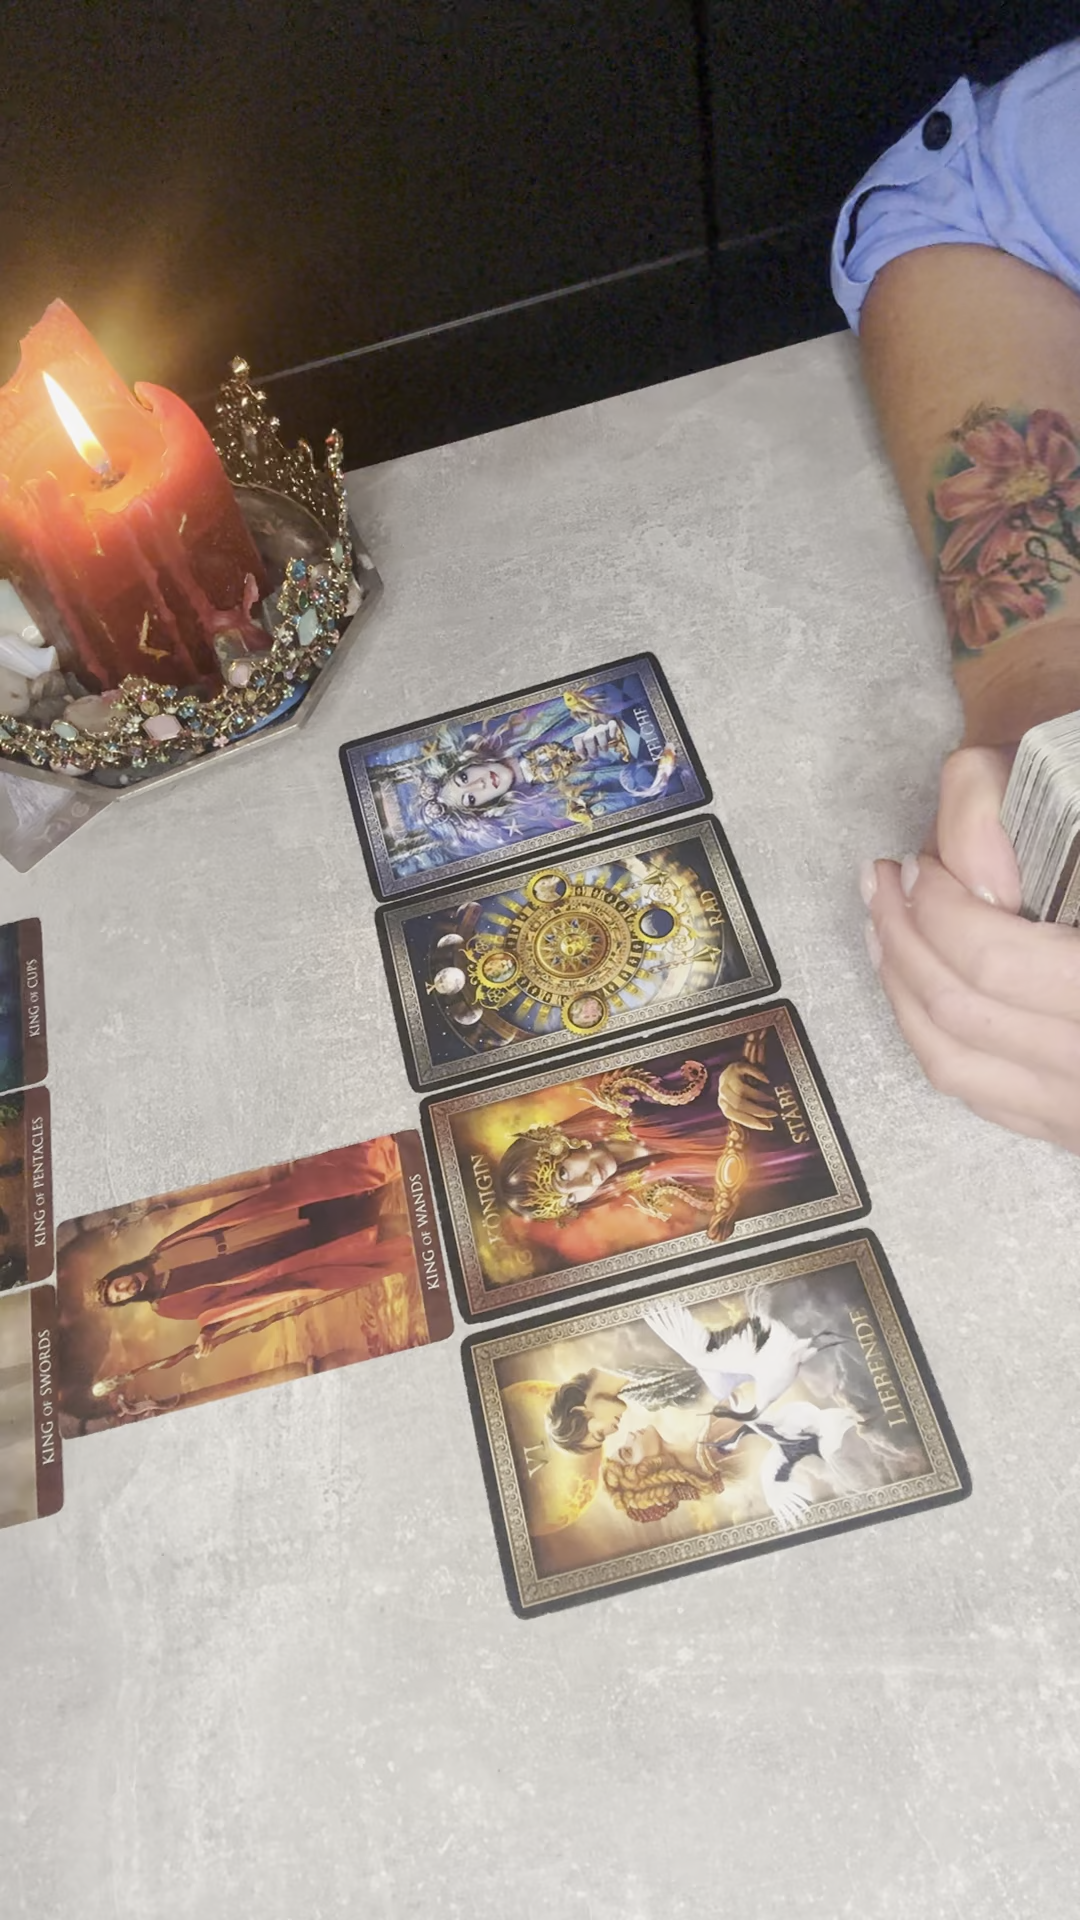 KELCHE
X
RAD
KÖNIGIN
STÄBE
VI
LIEBENDE
KING OF CUPS
KING OF PENTACLES
KING OF SWORDS
KING OF WANDS